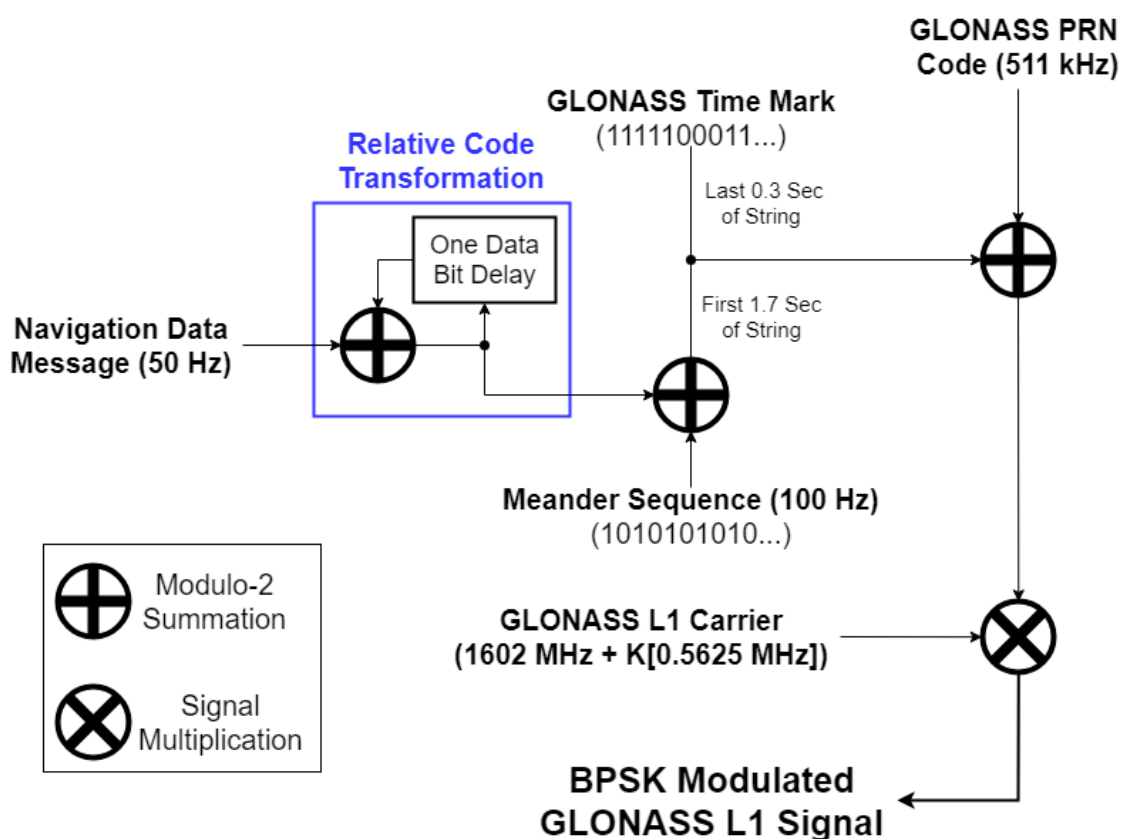 GLONASS PRN
Code (511 kHz)
GLONASS Time Mark
(1111100011...)
Relative Code
Transformation
Last 0.3 Sec
of String
One Data
Bit Delay
First 1.7 Sec
of String
Navigation Data
Message (50 Hz)
Meander Sequence (100 Hz)
(1010101010...)
Modulo-2
Summation
GLONASS L1 Carrier
(1602 MHz + K[0.5625 MHz])
Signal
Multiplication
BPSK Modulated
GLONASS L1 Signal